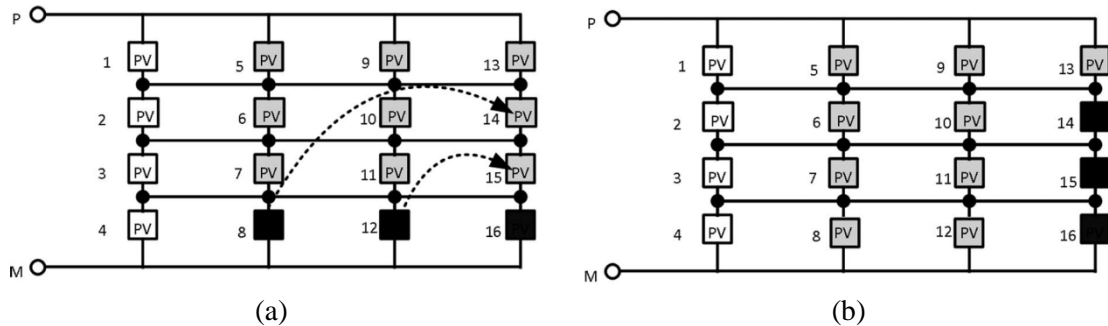 P
PV PV PV PV
1 5 9 13
PV PV PV PV
2 6 10 14
PV PV PV PV
3 7 11 15
PV PV
4 8 12 16
M
(a)
P
PV PV PV PV
1 5 9 13
PV PV PV
2 6 10 14
PV PV PV
3 7 11 15
PV PV PV PV
4 8 12 16
M
(b)